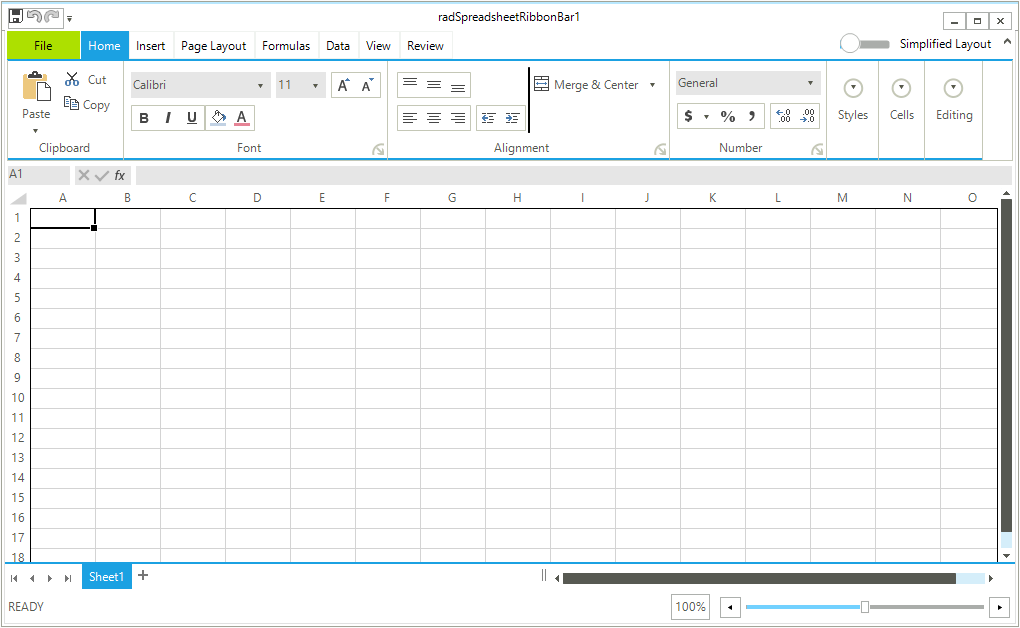 radSpreadsheetRibbonBar1
File Home Insert Page Layout Formulas Data View Review Simplified Layout
Paste
Cut
Copy
Clipboard
Calibri 11 A A
B I U A
Font
Merge & Center
Alignment
General
$ % , .00 .00
Number
Styles
Cells
Editing
A1 fx
A B C D E F G H I J K L M N O
1
2
3
4
5
6
7
8
9
10
11
12
13
14
15
16
17
18
Sheet1 +
READY 100%